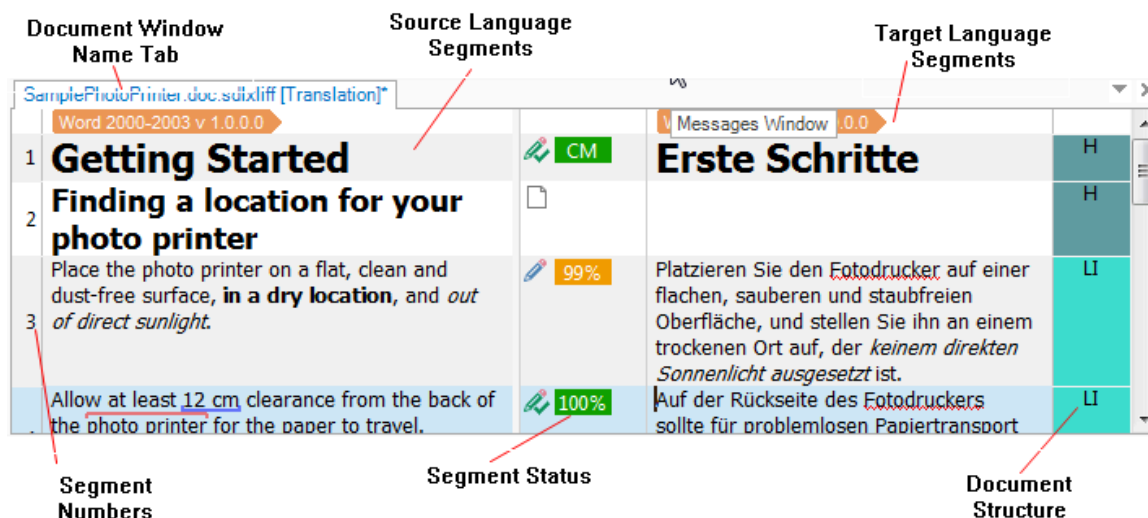 Document Window
Name Tab
Source Language
Segments
Target Language
Segments
SamplePhotoPrinter.doc.sdlxliff [Translation]*
Word 2000-2003 v 1.0.0.0
Messages Window
.0.0
1
Getting Started
CM
Erste Schritte
H
2
Finding a location for your
photo printer
H
3
Place the photo printer on a flat, clean and
dust-free surface, in a dry location, and out
of direct sunlight.
99%
Platzieren Sie den Fotodrucker auf einer
flachen, sauberen und staubfreien
Oberfläche, und stellen Sie ihn an einem
trockenen Ort auf, der keinem direkten
Sonnenlicht ausgesetzt ist.
LI
Allow at least 12 cm clearance from the back of
the photo printer for the paper to travel.
100%
Auf der Rückseite des Fotodruckers
sollte für problemlosen Papiertransport
LI
Segment
Numbers
Segment Status
Document
Structure